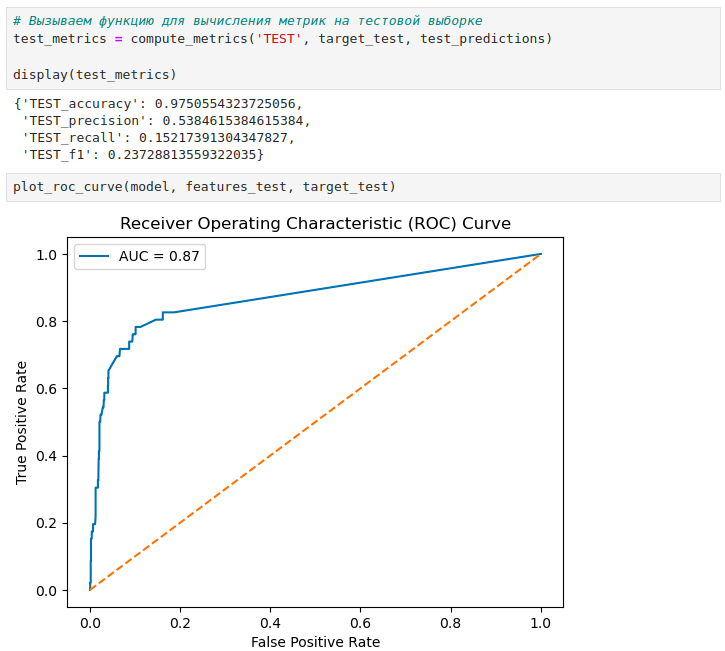 # Вызываем функцию для вычисления метрик на тестовой выборке
test_metrics = compute_metrics('TEST', target_test, test_predictions)
display(test_metrics)
{'TEST_accuracy': 0.9750554323725056,
'TEST_precision': 0.5384615384615384,
'TEST_recall': 0.15217391304347827,
'TEST_f1': 0.23728813559322035}
plot_roc_curve(model, features_test, target_test)
Receiver Operating Characteristic (ROC) Curve
AUC = 0.87
1.0
0.8
0.6
0.4
0.2
0.0
True Positive Rate
0.0 0.2 0.4 0.6 0.8 1.0
False Positive Rate